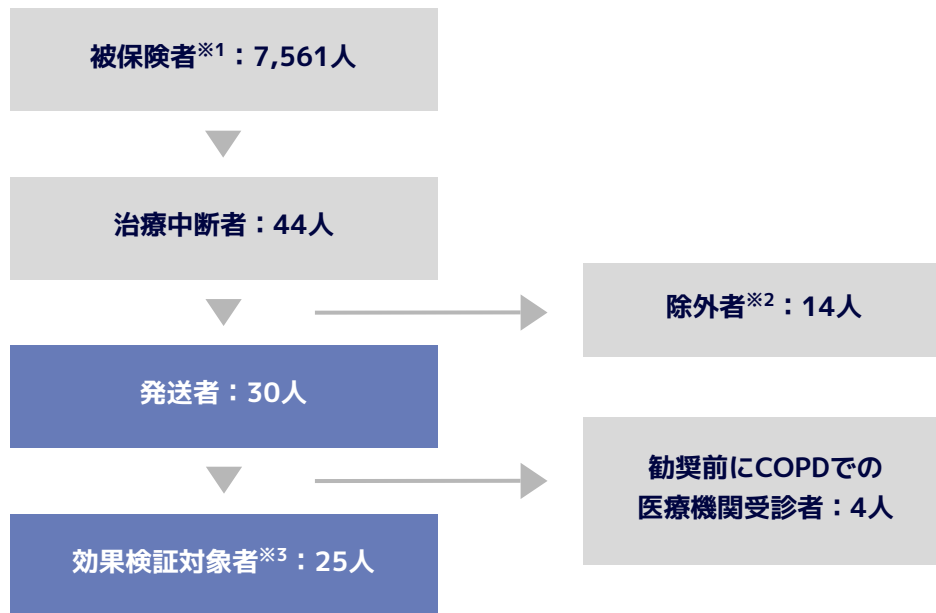 被保険者※1：7,561人
治療中断者：44人
除外者※2：14人
発送者：30人
勧奨前にCOPDでの
医療機関受診者：4人
効果検証対象者※3：25人